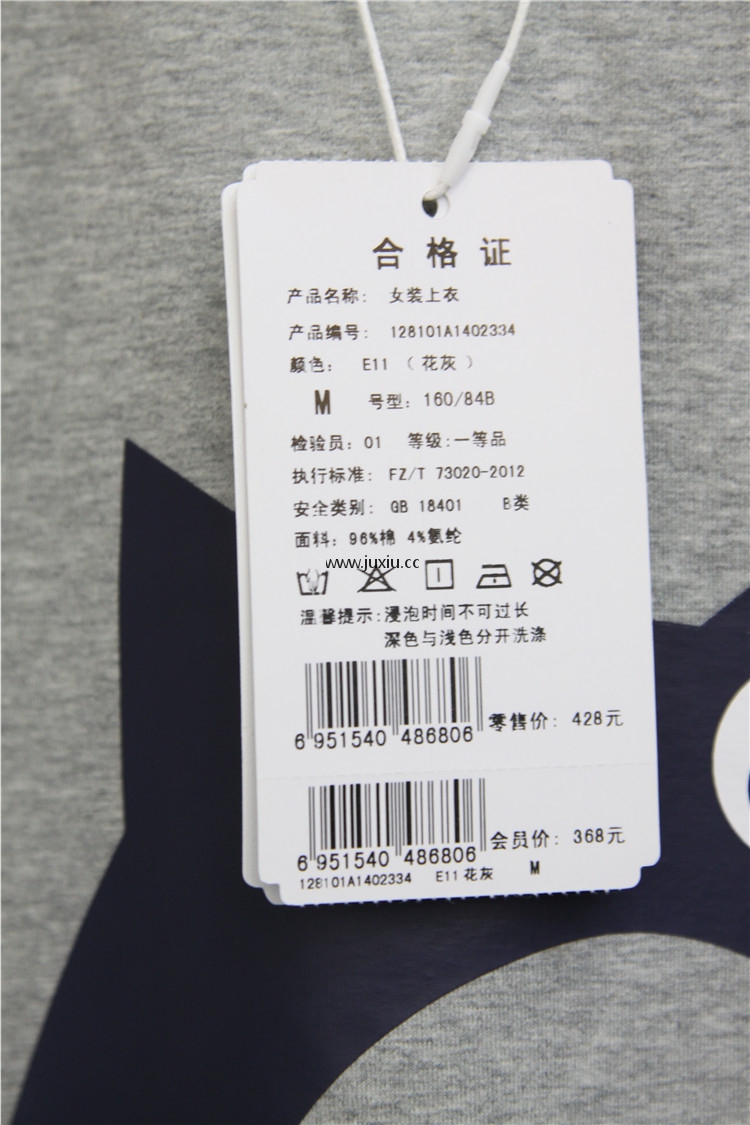 合格证
产品名称： 女装上衣
产品编号： 128101A1402334
颜色： E11 （花灰）
M 号型：160/84B
检验员：01 等级:一等品
执行标准： FZ/T 73020-2012
安全类别： GB 18401 B类
面料：96%棉 4%氨纶
www.juxiu.cc
温馨提示:浸泡时间不可过长
深色与浅色分开洗涤
6 951540 486806 零售价： 428元
6 951540 486806 会员价： 368元
128101A1402334 E11 花灰 M